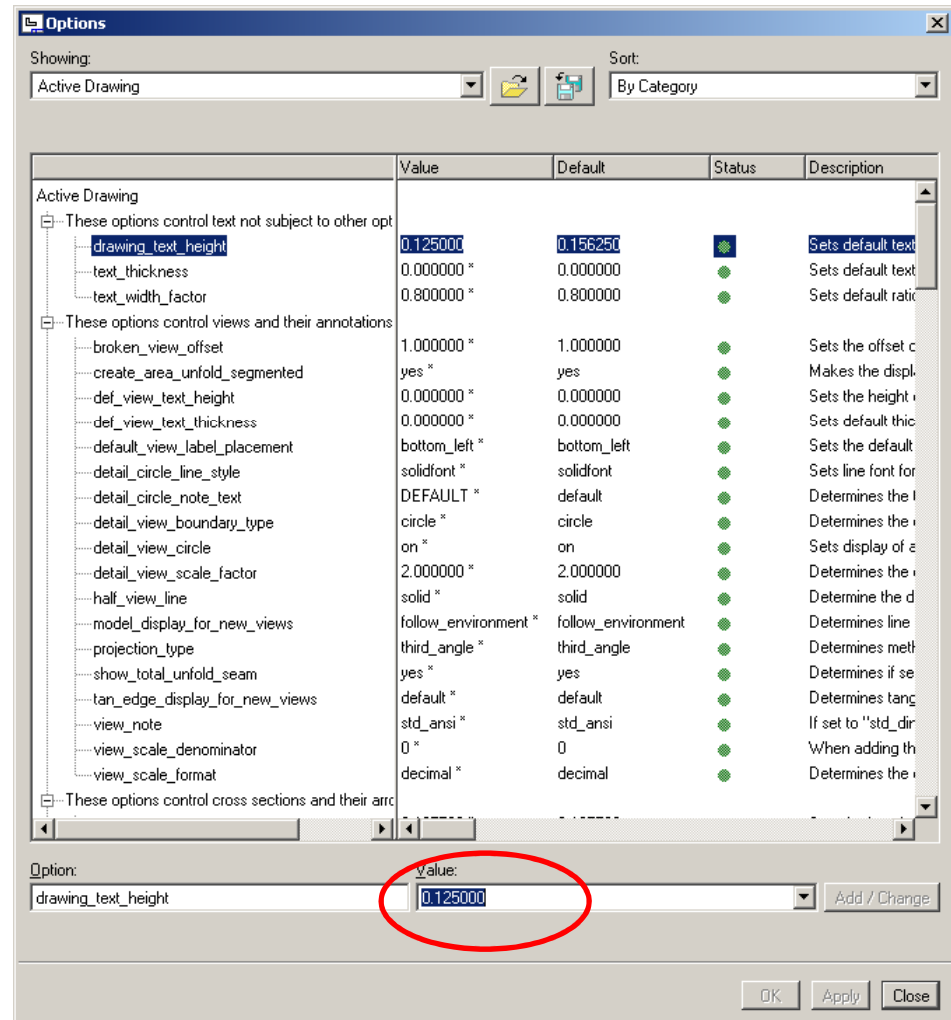 Options
Showing: Sort:
Active Drawing By Category
Value Default Status Description
Active Drawing
These options control text not subject to other opt
drawing_text_height 0.125000 0.156250 Sets default text
text_thickness 0.000000 * 0.000000 Sets default text
text_width_factor 0.800000 * 0.800000 Sets default ratio
These options control views and their annotations
broken_view_offset 1.000000 * 1.000000 Sets the offset
create_area_unfold_segmented yes * yes Makes the
def_view_text_height 0.000000 * 0.000000 Sets the height
def_view_text_thickness 0.000000 * 0.000000 Sets default thic
default_view_label_placement bottom_left * bottom_left Sets the default
detail_circle_line_style solidfont * solidfont Sets line font for
detail_circle_note_text DEFAULT * default Determines the
detail_view_boundary_type circle * circle Determines the
detail_view_circle on * on Sets display of
detail_view_scale_factor 2.000000 * 2.000000 Determines the
half_view_line solid * solid Determine the d
model_display_for_new_views follow_environment * follow_environment Determines line
projection_type third_angle * third_angle Determines
show_total_unfold_seam yes * yes Determines if se
tan_edge_display_for_new_views default * default Determines tang
view_note std_ansi * std_ansi If set to "std_din
view_scale_denominator 0 * 0 When adding th
view_scale_format decimal * decimal Determines the
These options control cross sections and their arro
Option: Value:
drawing_text_height 0.125000 Add / Change
OK Apply Close